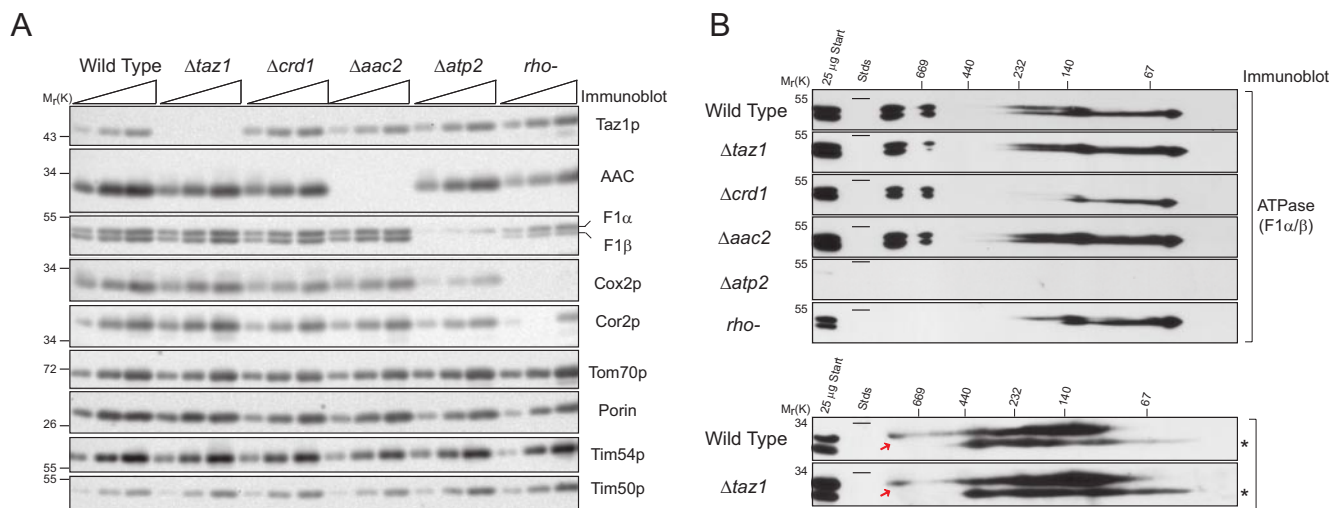 A
Wild Type Δtaz1 Δcrd1 Δaac2 Δatp2 rho-
Mr(K) Immunoblot
43 Taz1p
34 AAC
55 F1α
F1β
34 Cox2p
Cor2p
34
72 Tom70p
Porin
26
Tim54p
55
55 Tim50p
B
25 μg Start Stds 669 440 232 140 67
Mr(K) Immunoblot
Wild Type 55
Δtaz1 55
Δcrd1 55
ATPase
(F1α/β)
Δaac2 55
Δatp2 55
rho- 55
25 μg Start Stds 669 440 232 140 67
Mr(K)
Wild Type 34 *
Δtaz1 34 *